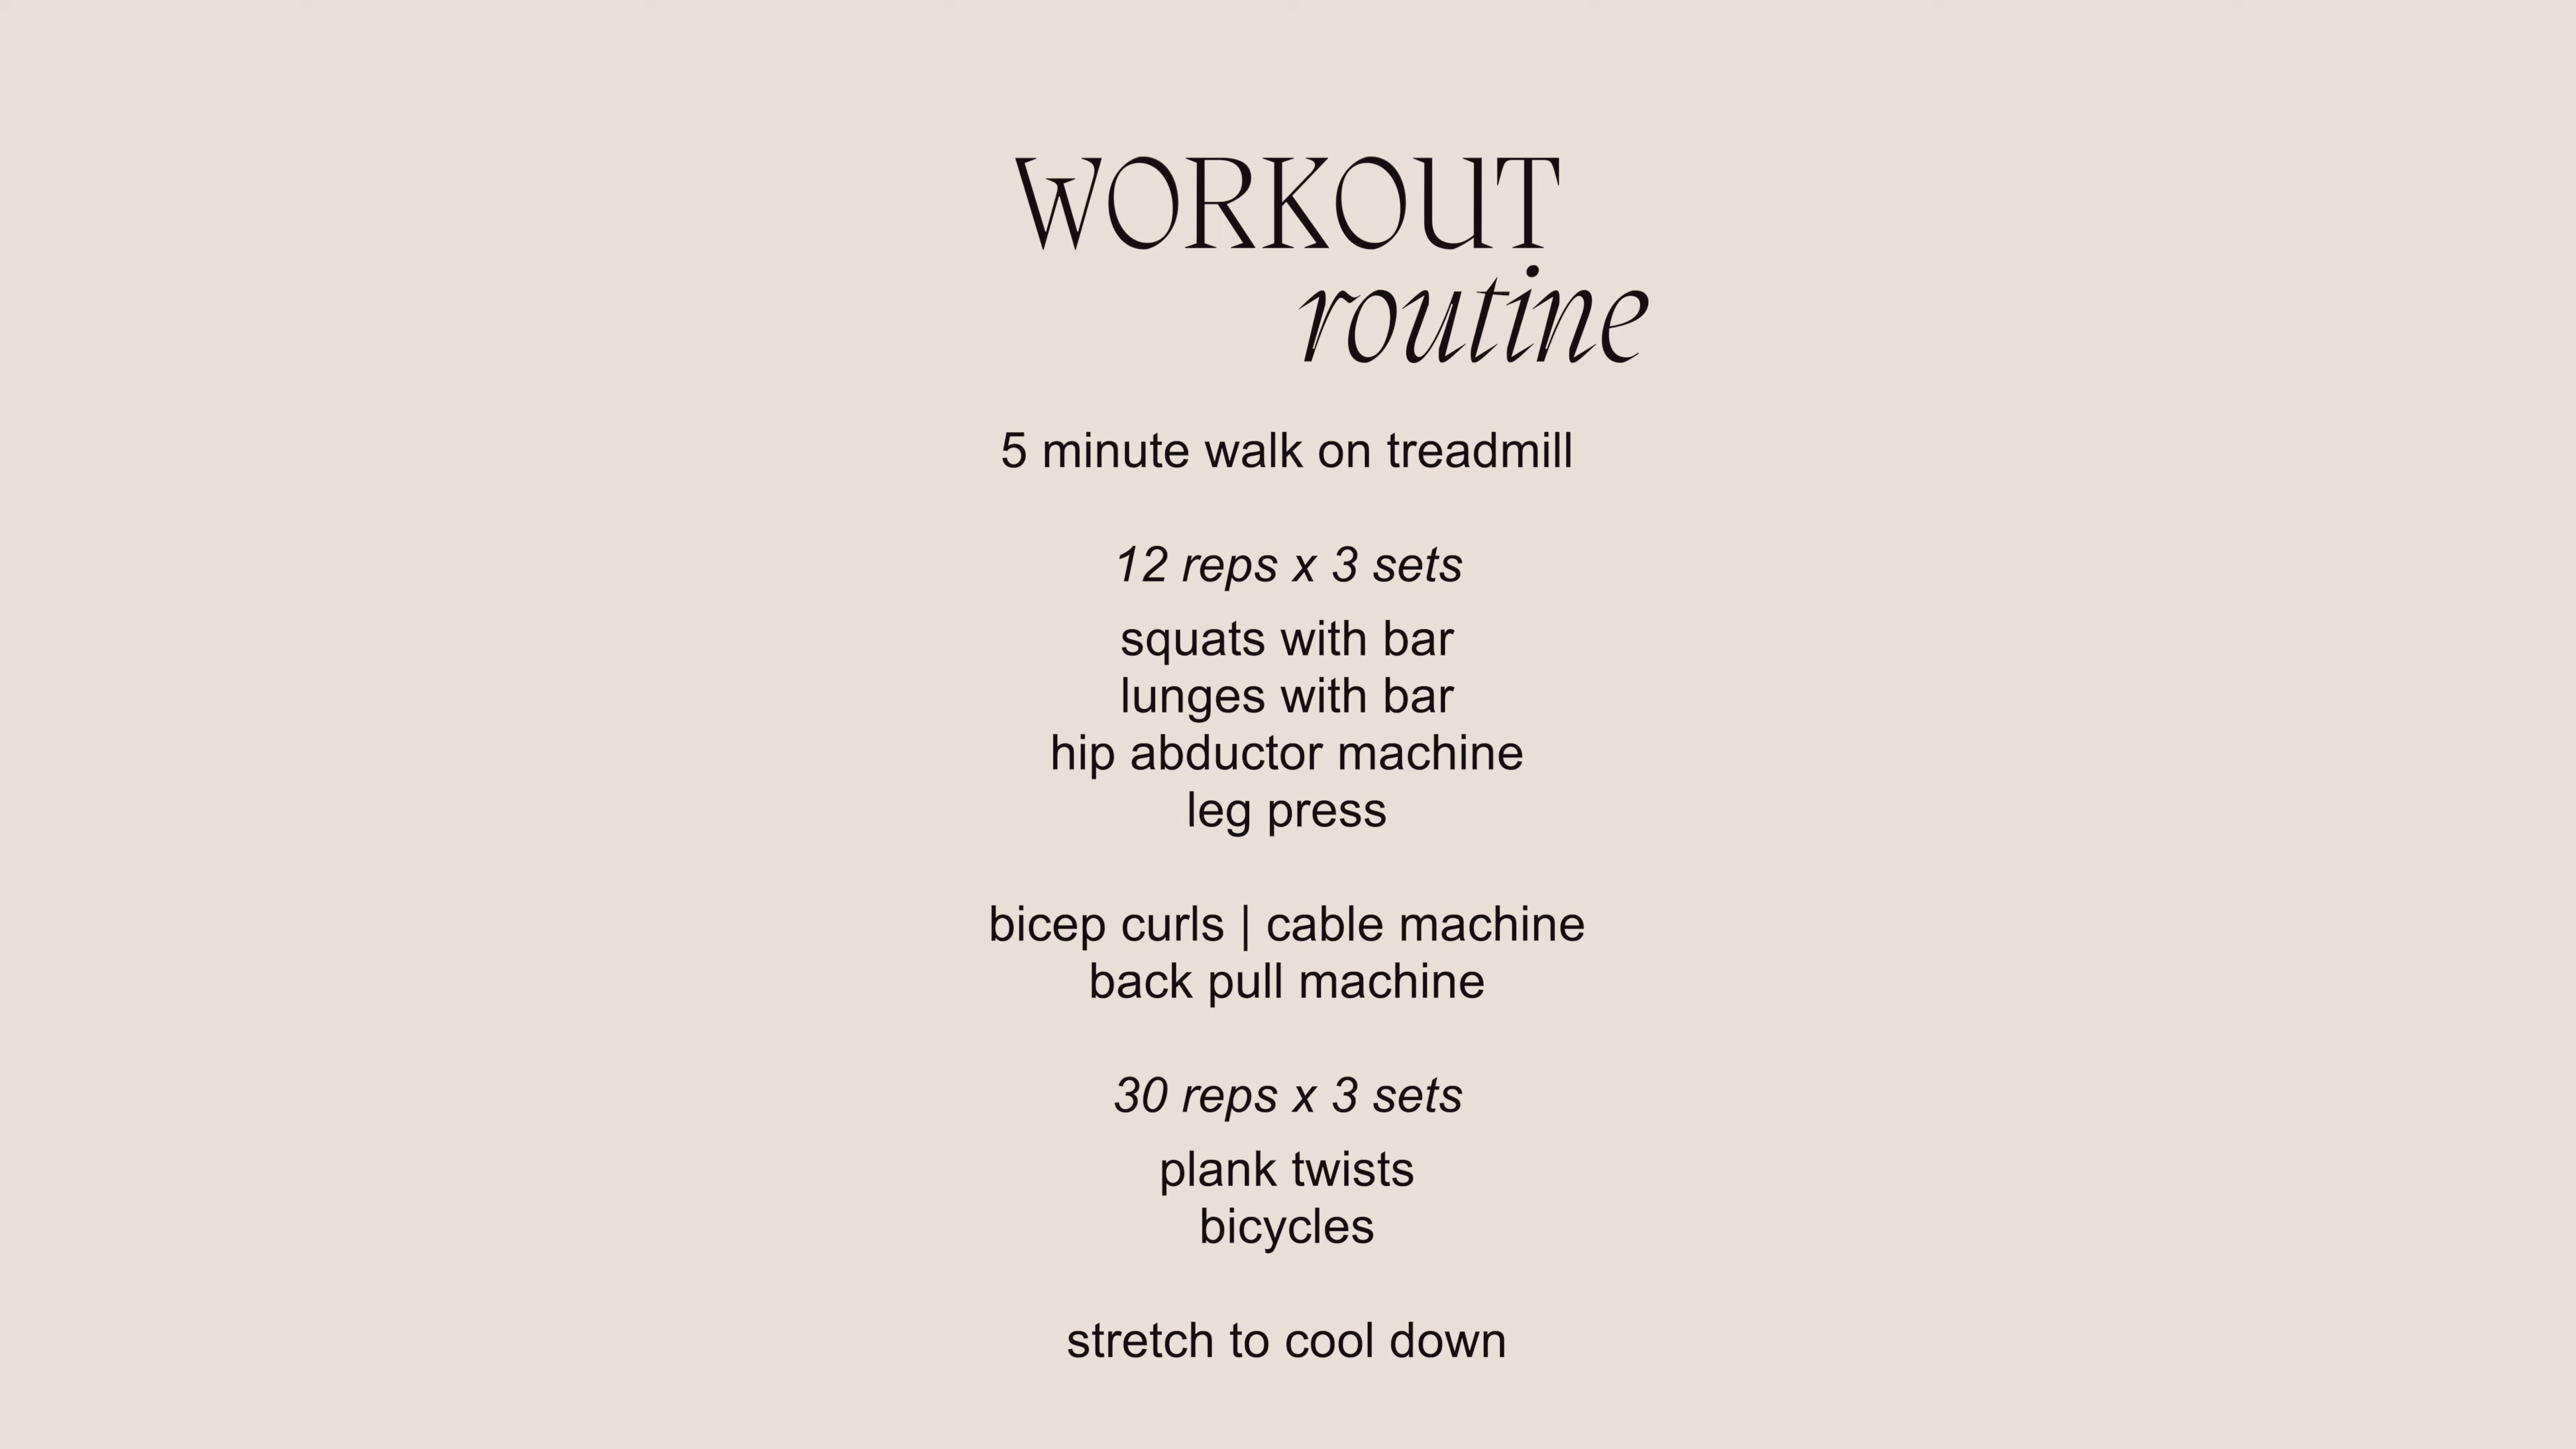 WORKOUT
routine
5 minute walk on treadmill
12 reps x 3 sets
squats with bar
lunges with bar
hip abductor machine
leg press
bicep curls | cable machine
back pull machine
30 reps x 3 sets
plank twists
bicycles
stretch to cool down